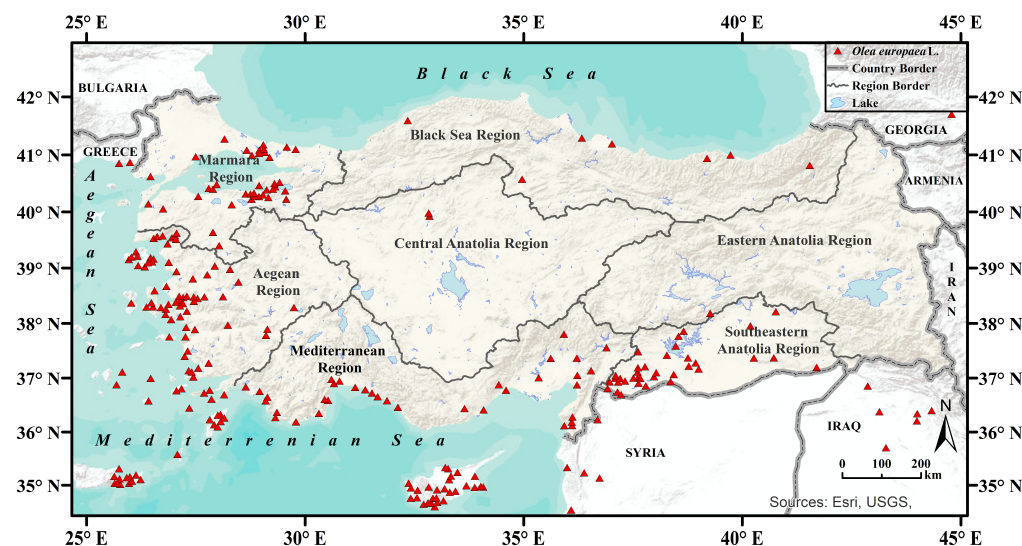 25° E 30° E 35° E 40° E 45° E
Black Sea
Olea europaea L.
Country Border
Region Border
Lake
BULGARIA
42° N 42° N
GREECE
Black Sea Region
GEORGIA
41° N 41° N
Marmara
Region
ARMENIA
40° N 40° N
Aegean Sea
Central Anatolia Region
Eastern Anatolia Region
39° N 39° N
Aegean
Region
IRAN
38° N 38° N
Mediterranean
Region
Southeastern
Anatolia Region
37° N 37° N
N
36° N 36° N
Mediterrenian Sea
SYRIA
IRAQ
0 100 200
km
35° N 35° N
Sources: Esri, USGS,
25° E 30° E 35° E 40° E 45° E